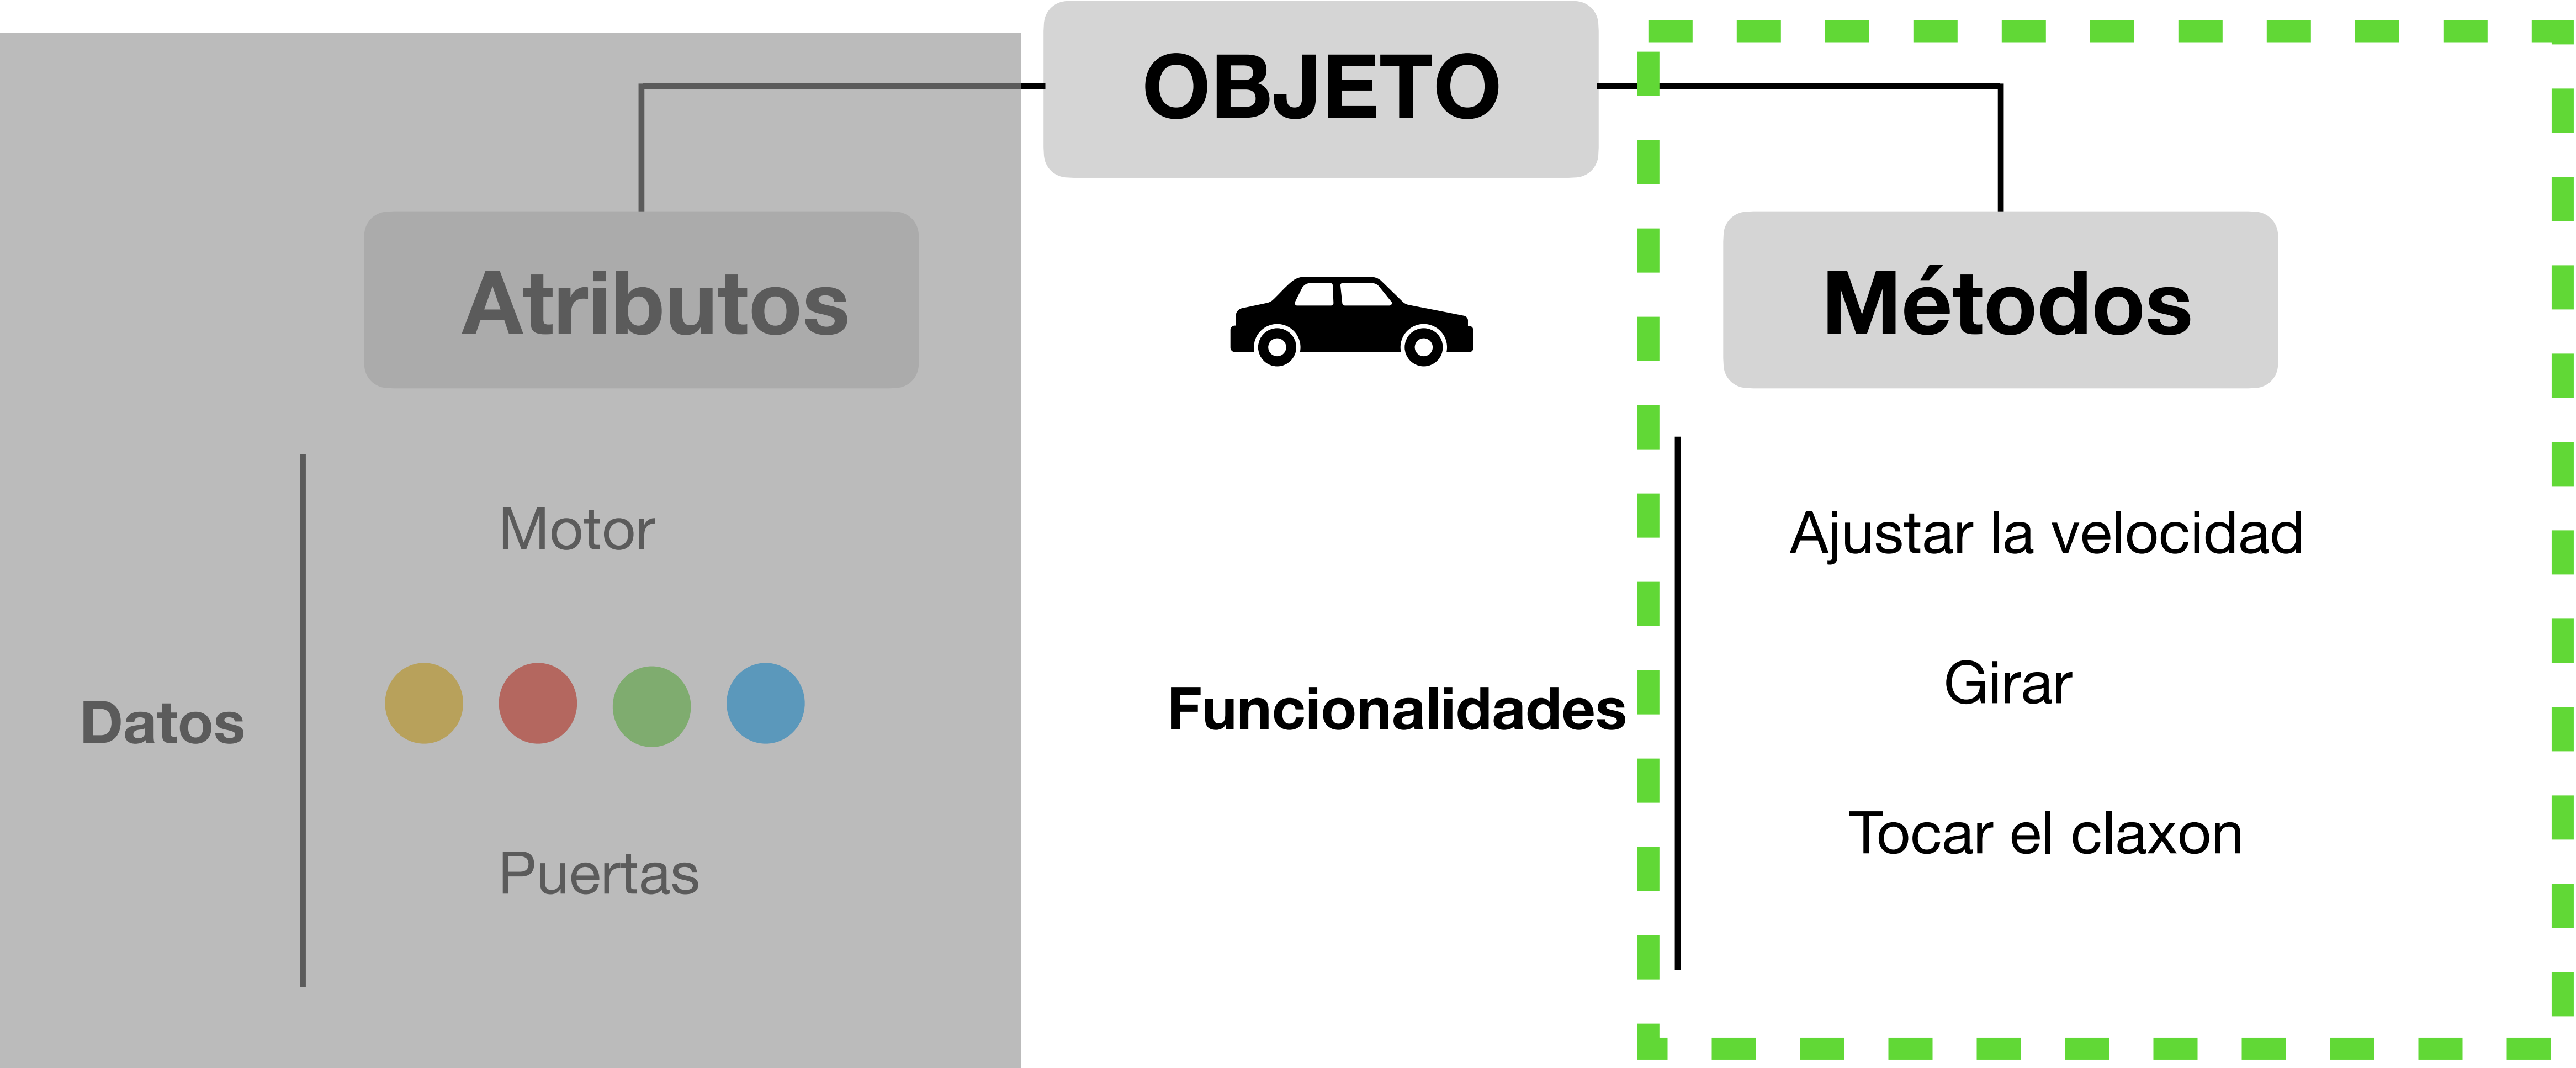 OBJETO
Atributos
Métodos
Motor
Datos
Puertas
Funcionalidades
Ajustar la velocidad
Girar
Tocar el claxon